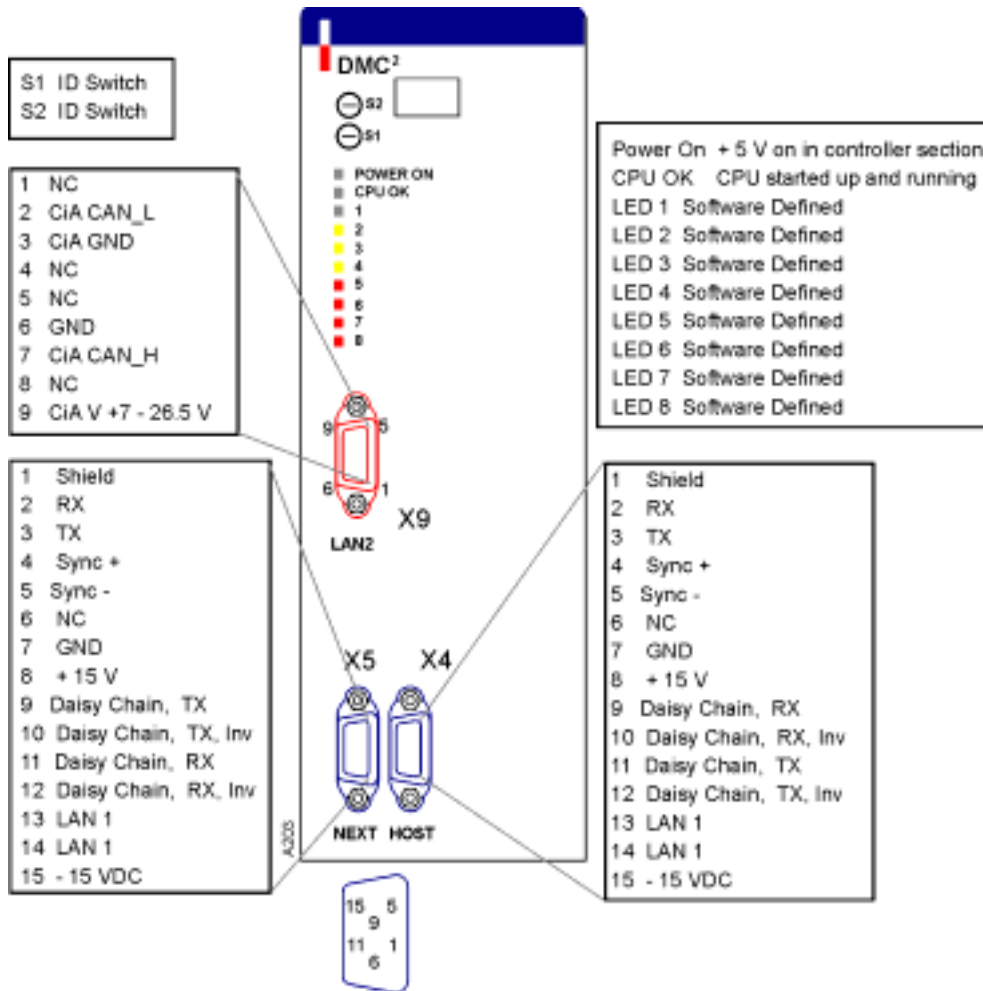 S1 ID Switch
S2 ID Switch
DMC²
S2
S1
POWER ON
CPU OK
1
2
3
4
5
6
7
8
Power On + 5 V on in controller section
CPU OK CPU started up and running
LED 1 Software Defined
LED 2 Software Defined
LED 3 Software Defined
LED 4 Software Defined
LED 5 Software Defined
LED 6 Software Defined
LED 7 Software Defined
LED 8 Software Defined
1 NC
2 CiA CAN_L
3 CiA GND
4 NC
5 NC
6 GND
7 CiA CAN_H
8 NC
9 CiA V +7 - 26.5 V
9 5
6 1
X9
LAN2
1 Shield
2 RX
3 TX
4 Sync +
5 Sync -
6 NC
7 GND
8 + 15 V
9 Daisy Chain, TX
10 Daisy Chain, TX, Inv
11 Daisy Chain, RX
12 Daisy Chain, RX, Inv
13 LAN 1
14 LAN 1
15 - 15 VDC
X5 X4
NEXT HOST
A203
1 Shield
2 RX
3 TX
4 Sync +
5 Sync -
6 NC
7 GND
8 + 15 V
9 Daisy Chain, RX
10 Daisy Chain, RX, Inv
11 Daisy Chain, TX
12 Daisy Chain, TX, Inv
13 LAN 1
14 LAN 1
15 - 15 VDC
15 5
9
11 1
6